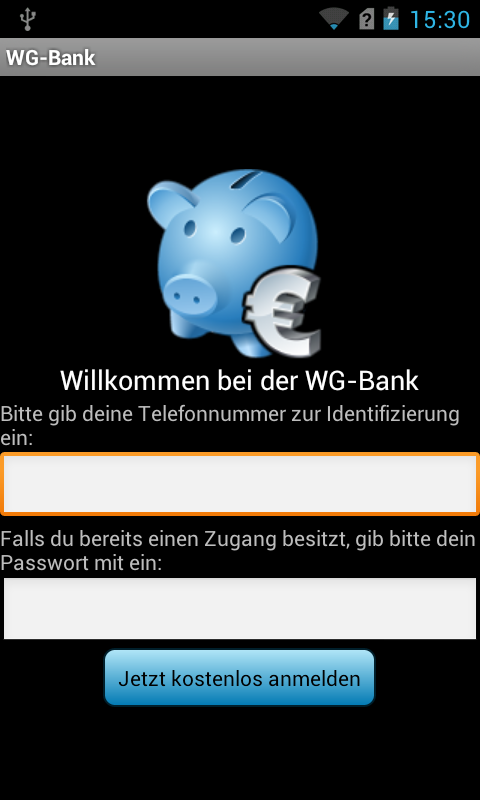 15:30
WG-Bank
Willkommen bei der WG-Bank
Bitte gib deine Telefonnummer zur Identifizierung
ein:
Falls du bereits einen Zugang besitzt, gib bitte dein
Passwort mit ein:
Jetzt kostenlos anmelden